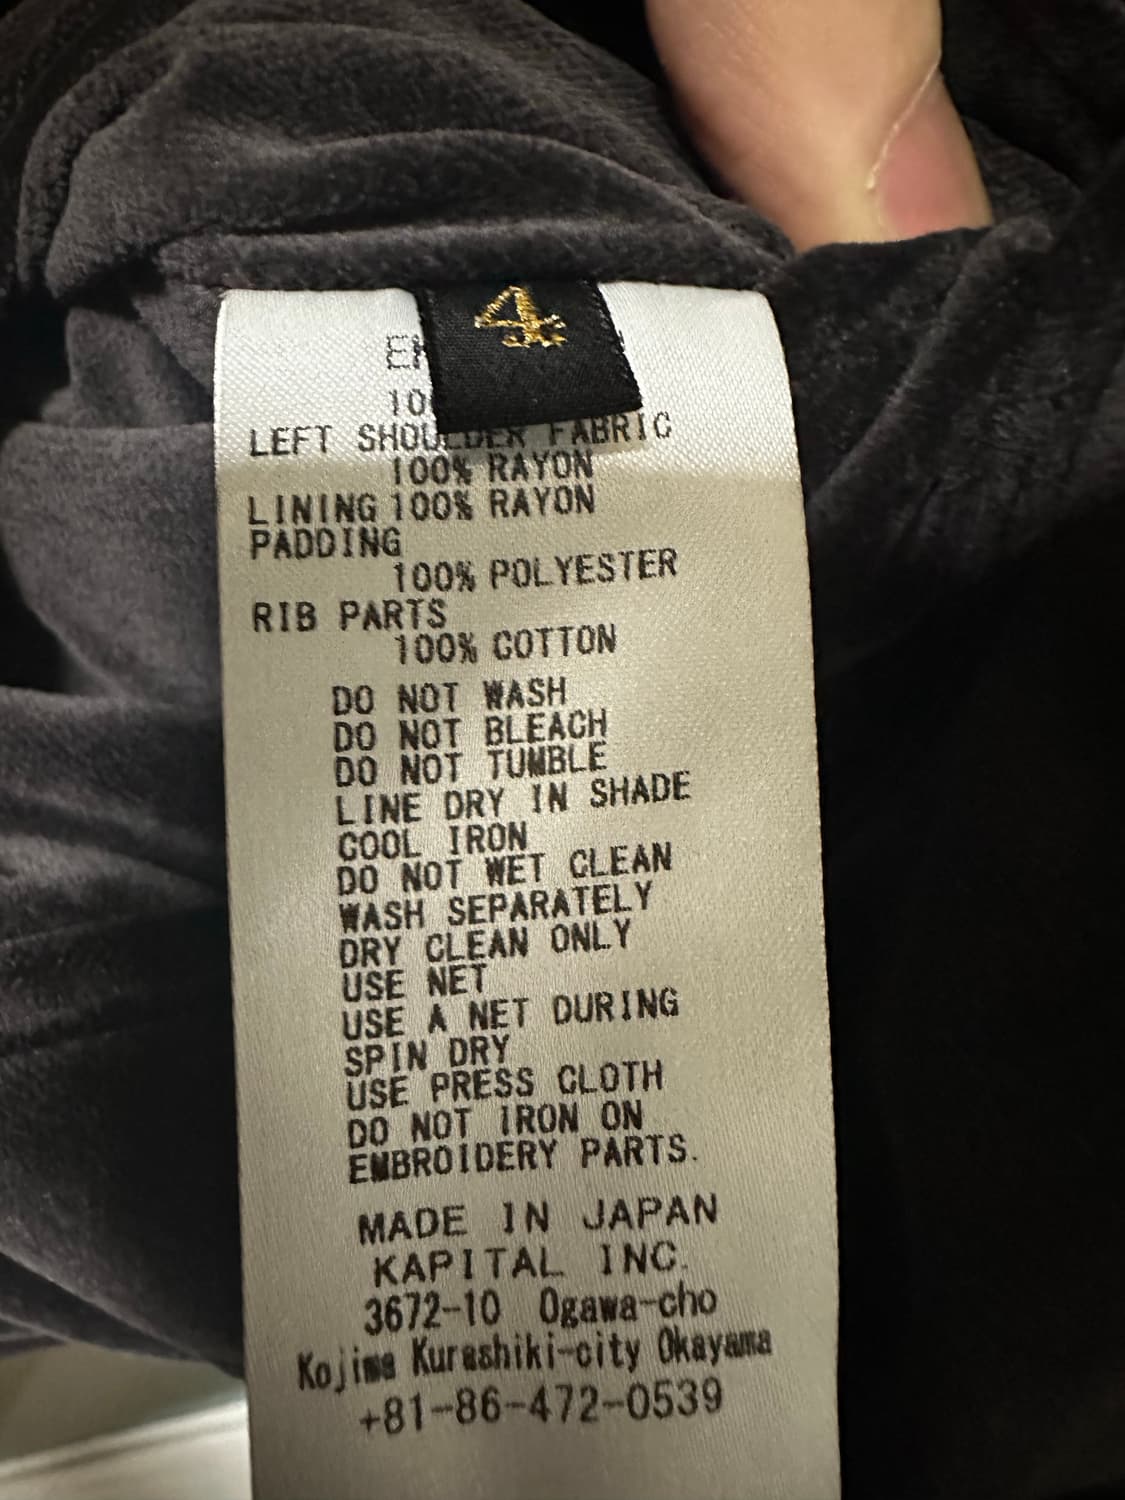 4
LEFT SHOULDER FABRIC
100% RAYON
LINING 100% RAYON
PADDING
100% POLYESTER
RIB PARTS
100% COTTON
DO NOT WASH
DO NOT BLEACH
DO NOT TUMBLE
LINE DRY IN SHADE
COOL IRON
DO NOT WET CLEAN
WASH SEPARATELY
DRY CLEAN ONLY
USE NET
USE A NET DURING
SPIN DRY
USE PRESS CLOTH
DO NOT IRON ON
EMBROIDERY PARTS.
MADE IN JAPAN
KAPITAL INC.
3672-10 Ogawa-cho
Kojima Kurashiki-city Okayama
+81-86-472-0539